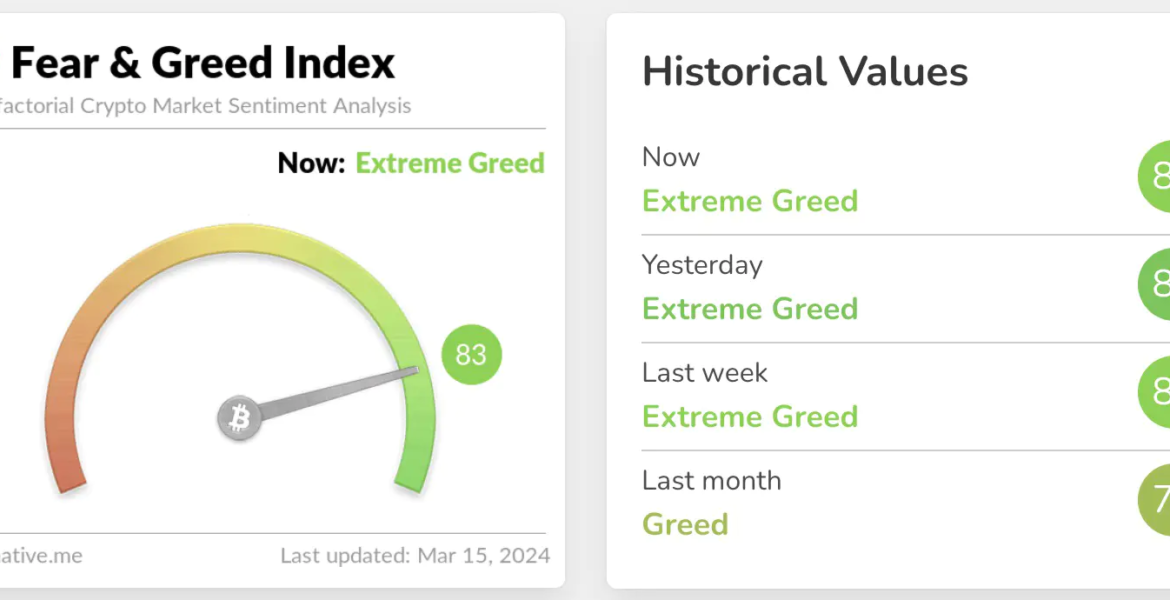 Fear & Greed Index
factorial Crypto Market Sentiment Analysis
Now: Extreme Greed
83
ative.me
Last updated: Mar 15, 2024
Historical Values
Now
Extreme Greed
8
Yesterday
Extreme Greed
8
Last week
Extreme Greed
8
Last month
Greed
7